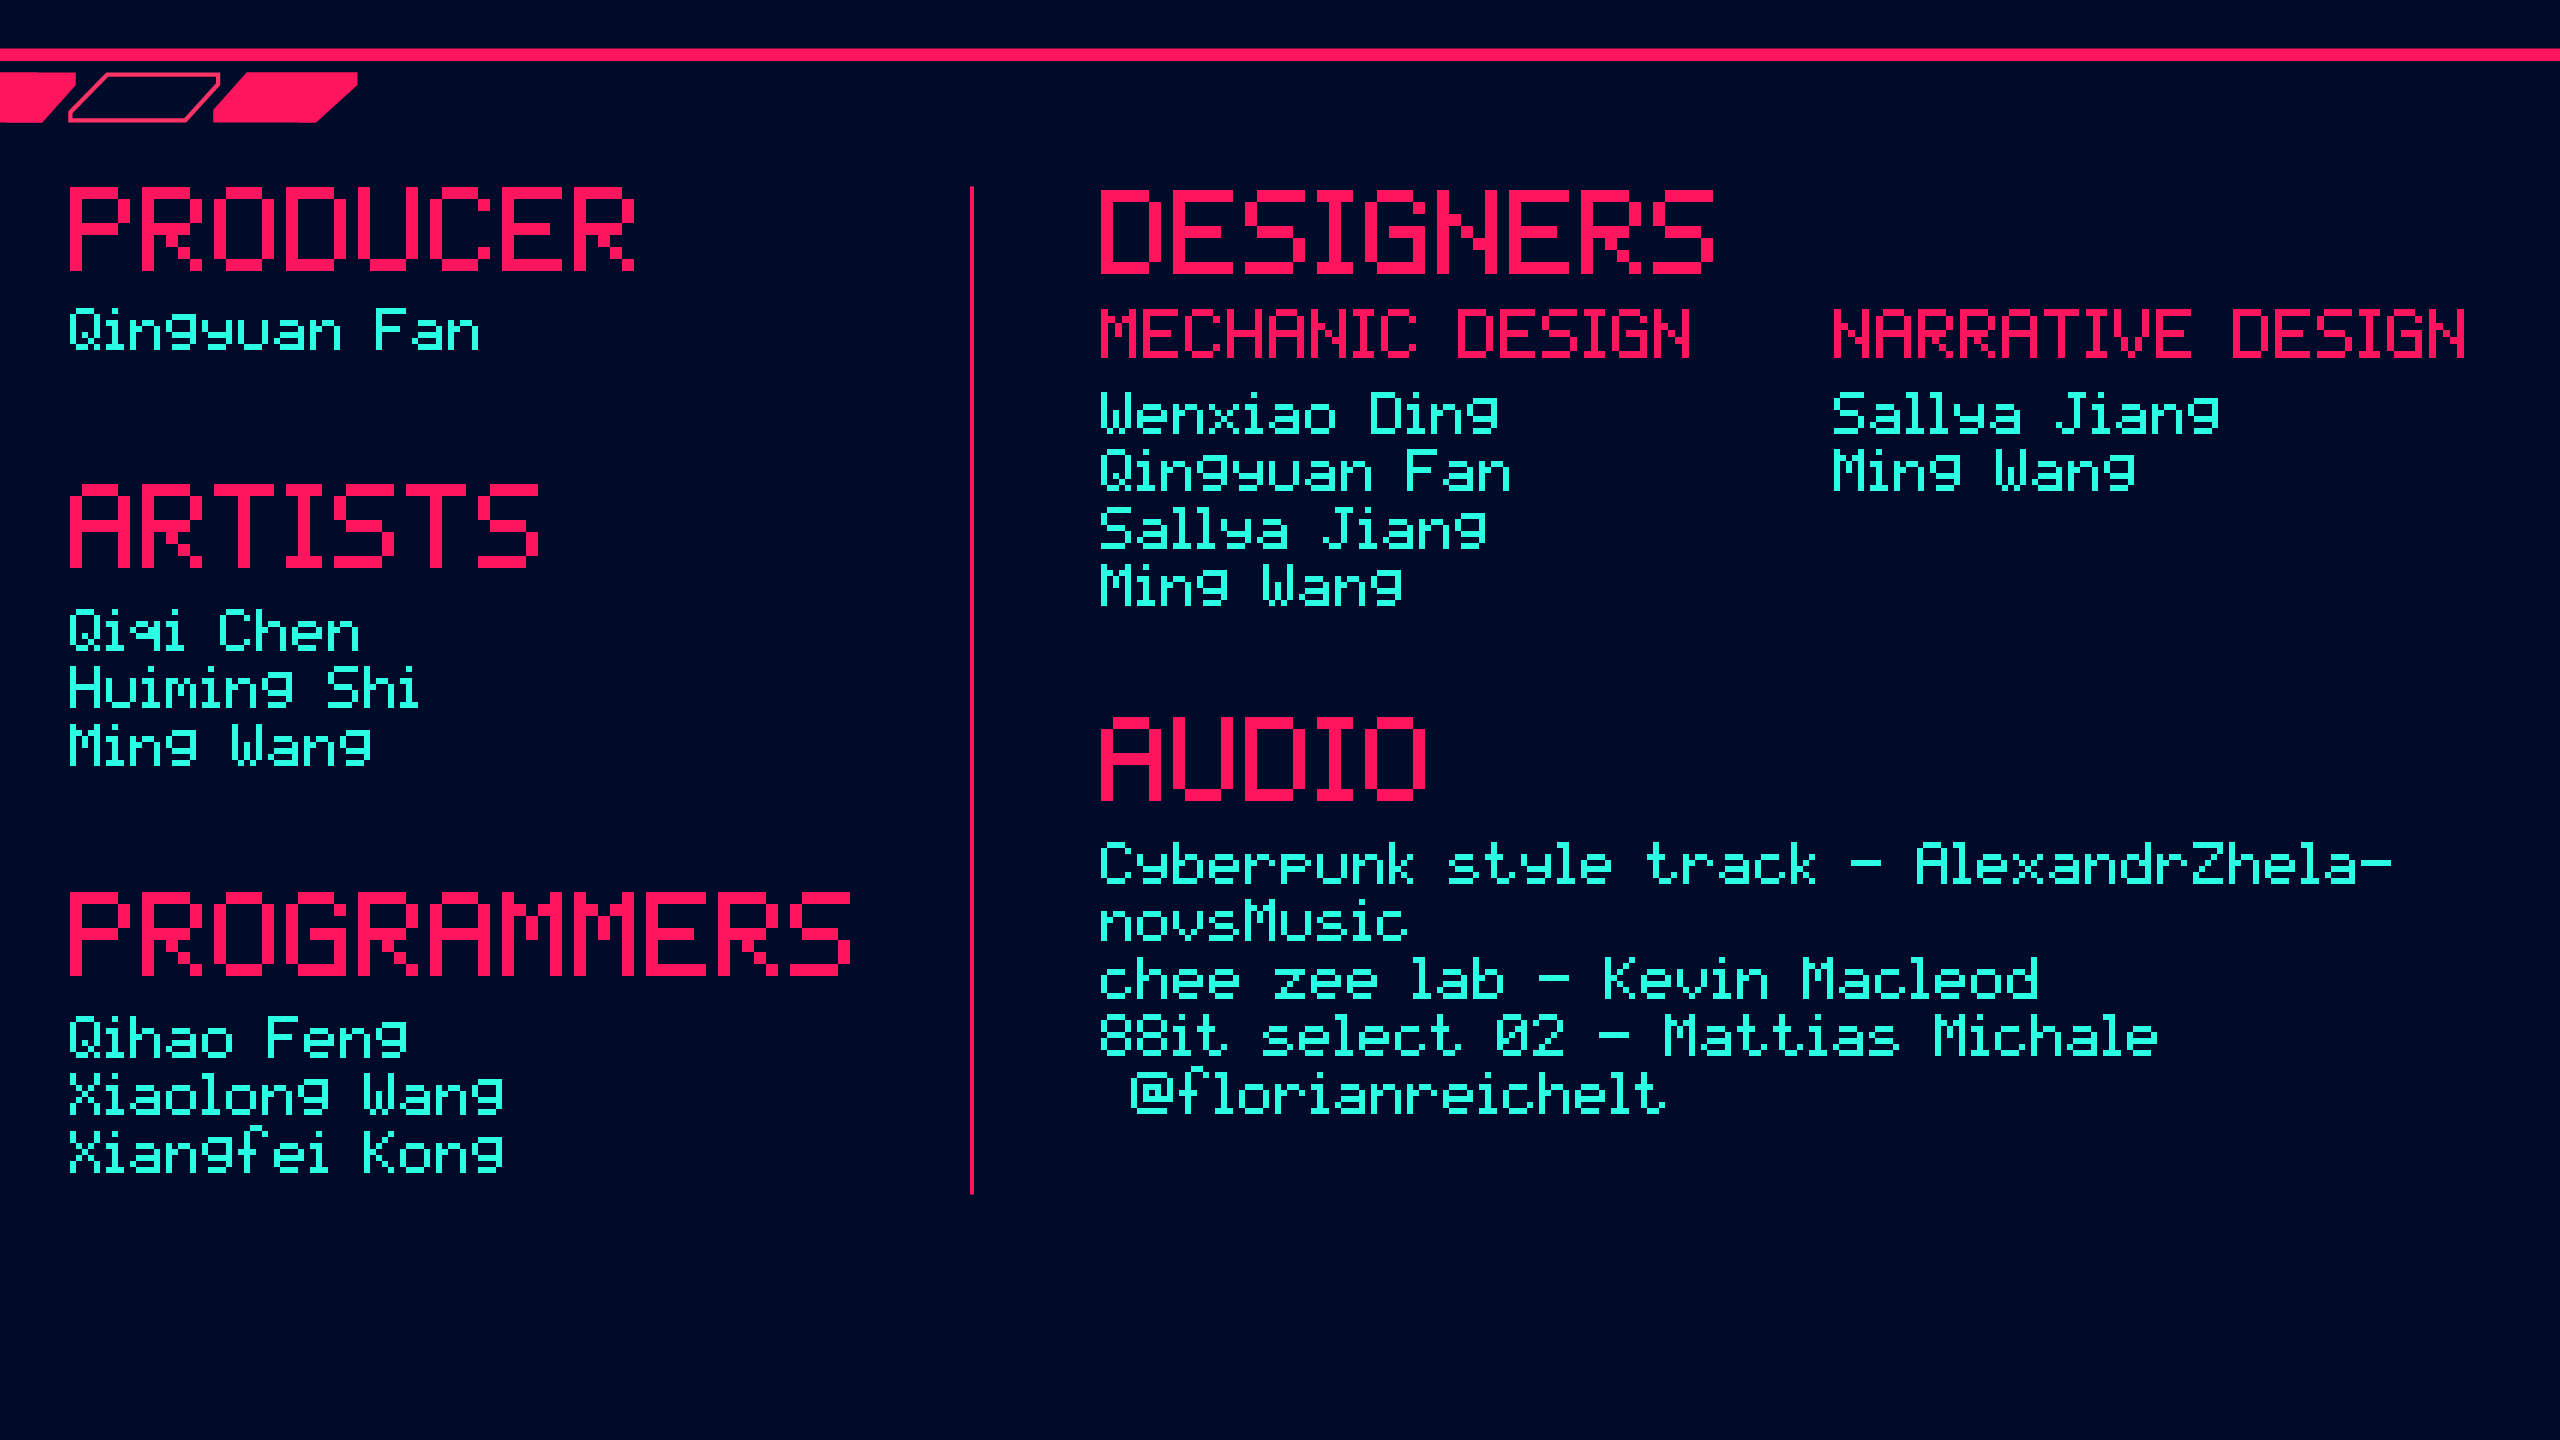 PRODUCER
Qingyuan Fan
ARTISTS
Qiqi Chen
Huiming Shi
Ming Wang
PROGRAMMERS
Qihao Feng
Xiaolong Wang
Xiangfei Kong
DESIGNERS
MECHANIC DESIGN
Wenxiao Ding
Qingyuan Fan
Sallya Jiang
Ming Wang
NARRATIVE DESIGN
Sallya Jiang
Ming Wang
AUDIO
Cyberpunk style track - AlexandrZhela-
novsMusic
chee zee lab - Kevin Macleod
88it select 02 - Mattias Michale
@florianreichelt